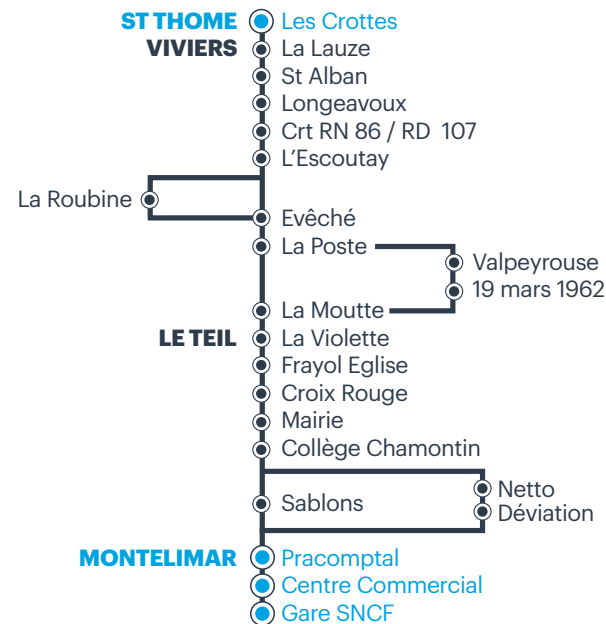 ST THOME Les Crottes
VIVIERS La Lauze
St Alban
Longeavoux
Crt RN 86 / RD 107
L'Escoutay
La Roubine
Evêché
La Poste
Valpeyrouse
19 mars 1962
La Moutte
LE TEIL La Violette
Frayol Eglise
Croix Rouge
Mairie
Collège Chamontin
Netto
Sablons
Déviation
MONTELIMAR Pracomptal
Centre Commercial
Gare SNCF